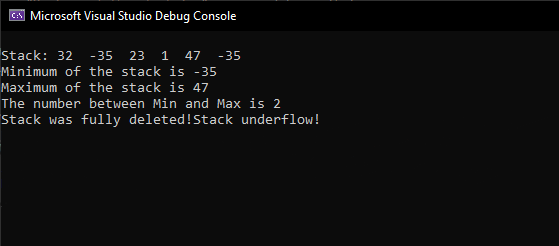 Microsoft Visual Studio Debug Console
Stack: 32  -35  23  1  47  -35
Minimum of the stack is -35
Maximum of the stack is 47
The number between Min and Max is 2
Stack was fully deleted!Stack underflow!